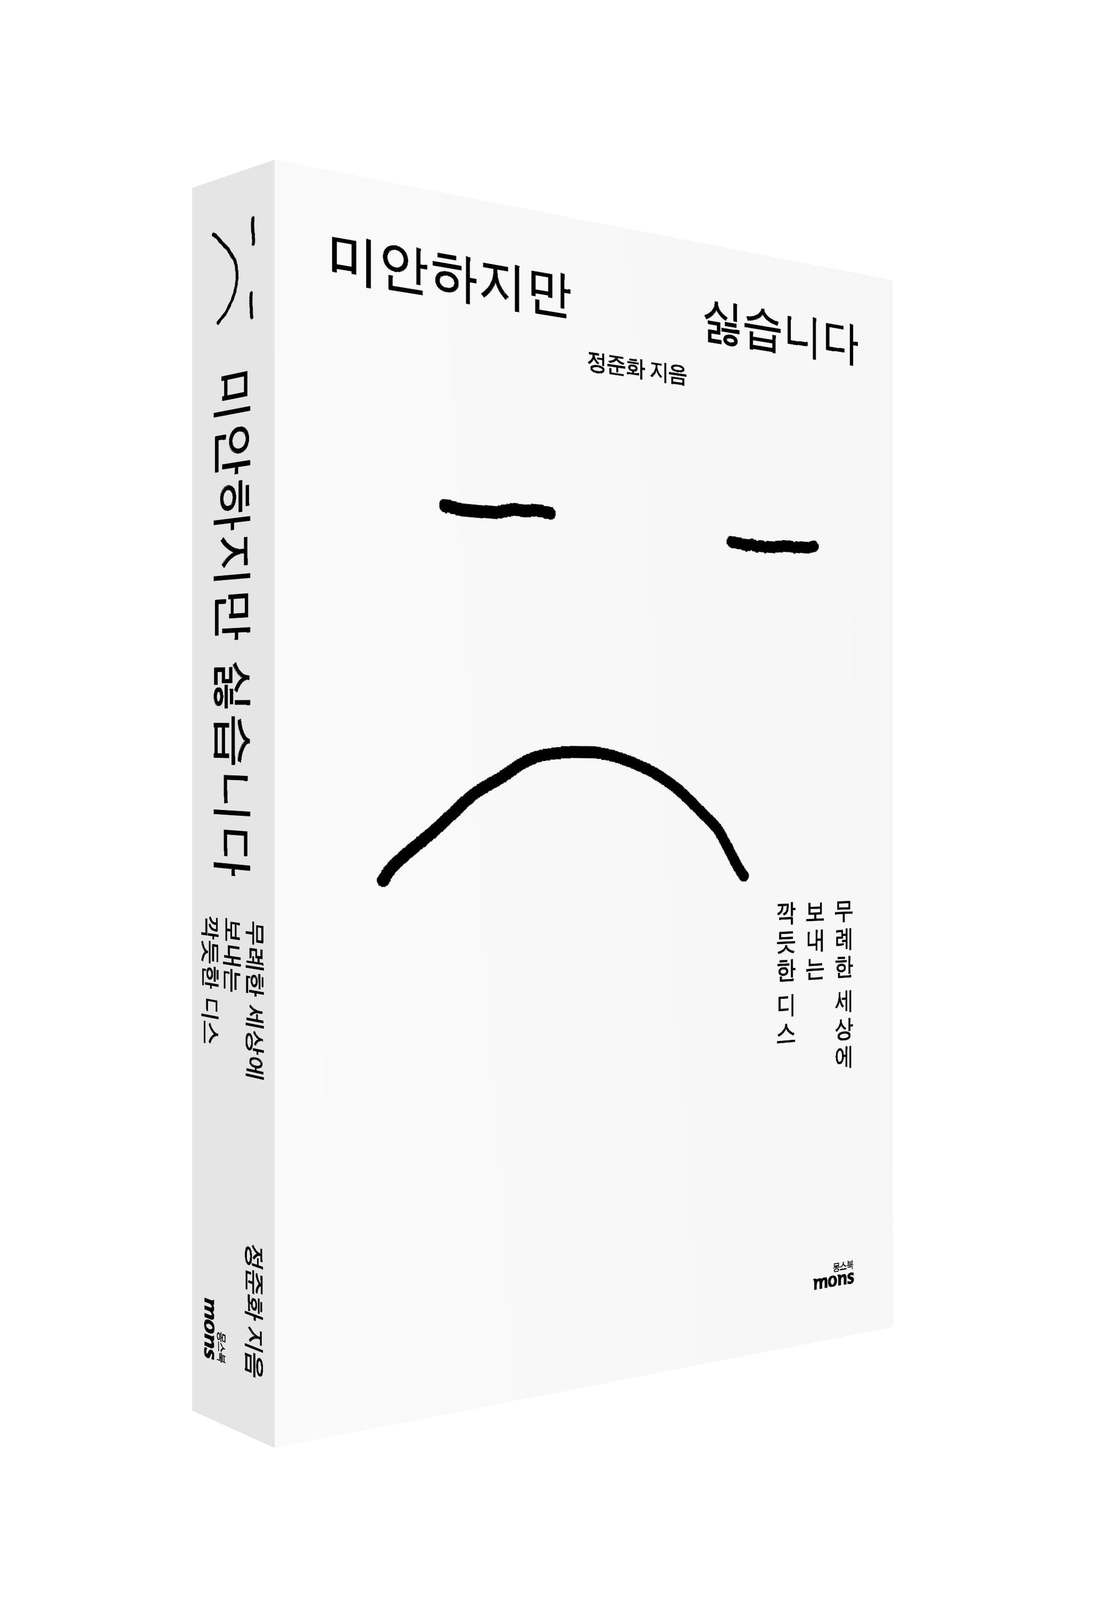 미안하지만 싫습니다
정준화 지음
무례한 세상에
보내는
깍듯한 디스
몽스북
mons
미안하지만 싫습니다
무례한 세상에
보내는
깍듯한 디스
정준화 지음
몽스북
mons